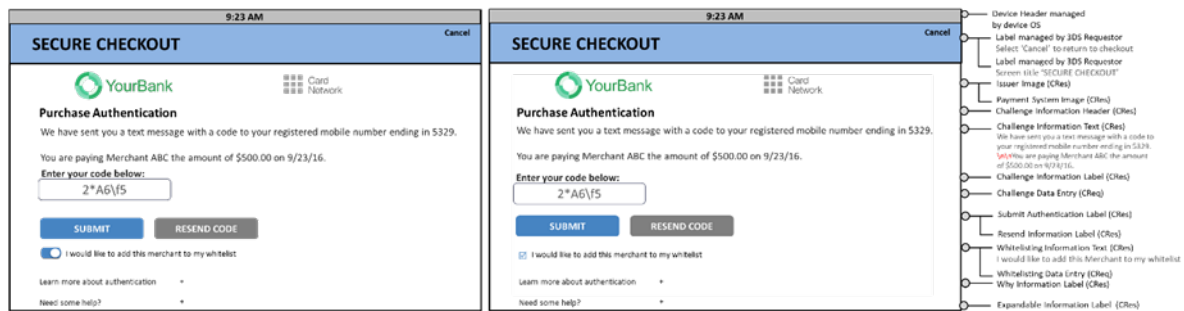 9:23 AM
Cancel
SECURE CHECKOUT
YourBank
Card
Network
Purchase Authentication
We have sent you a text message with a code to your registered mobile number ending in 5329.
You are paying Merchant ABC the amount of $500.00 on 9/23/16.
Enter your code below:
2*A6\f5
SUBMIT
RESEND CODE
I would like to add this merchant to my whitelist
Learn more about authentication +
Need some help? +
9:23 AM
Cancel
SECURE CHECKOUT
YourBank
Card
Network
Purchase Authentication
We have sent you a text message with a code to your registered mobile number ending in 5329.
You are paying Merchant ABC the amount of $500.00 on 9/23/16.
Enter your code below:
2*A6\f5
SUBMIT
RESEND CODE
I would like to add this merchant to my whitelist
Learn more about authentication +
Need some help? +
Device Header managed
by device OS
Label managed by 3DS Requestor
Select 'Cancel' to return to checkout
Label managed by 3DS Requestor
Screen title "SECURE CHECKOUT"
Issuer Image (CRes)
Payment System Image (CRes)
Challenge Information Header (CRes)
Challenge Information Text (CRes)
We have sent you a text message with a code to
your registered mobile number ending in 5329.
\n\nYou are paying Merchant ABC the amount
of $500.00 on 9/23/16.
Challenge Information Label (CRes)
Challenge Data Entry (CReq)
Submit Authentication Label (CRes)
Resend Information Label (CRes)
Whitelisting Information Text (CRes)
I would like to add this Merchant to my whitelist
Whitelisting Data Entry (CReq)
Why Information Label (CRes)
Expandable Information Label (CRes)